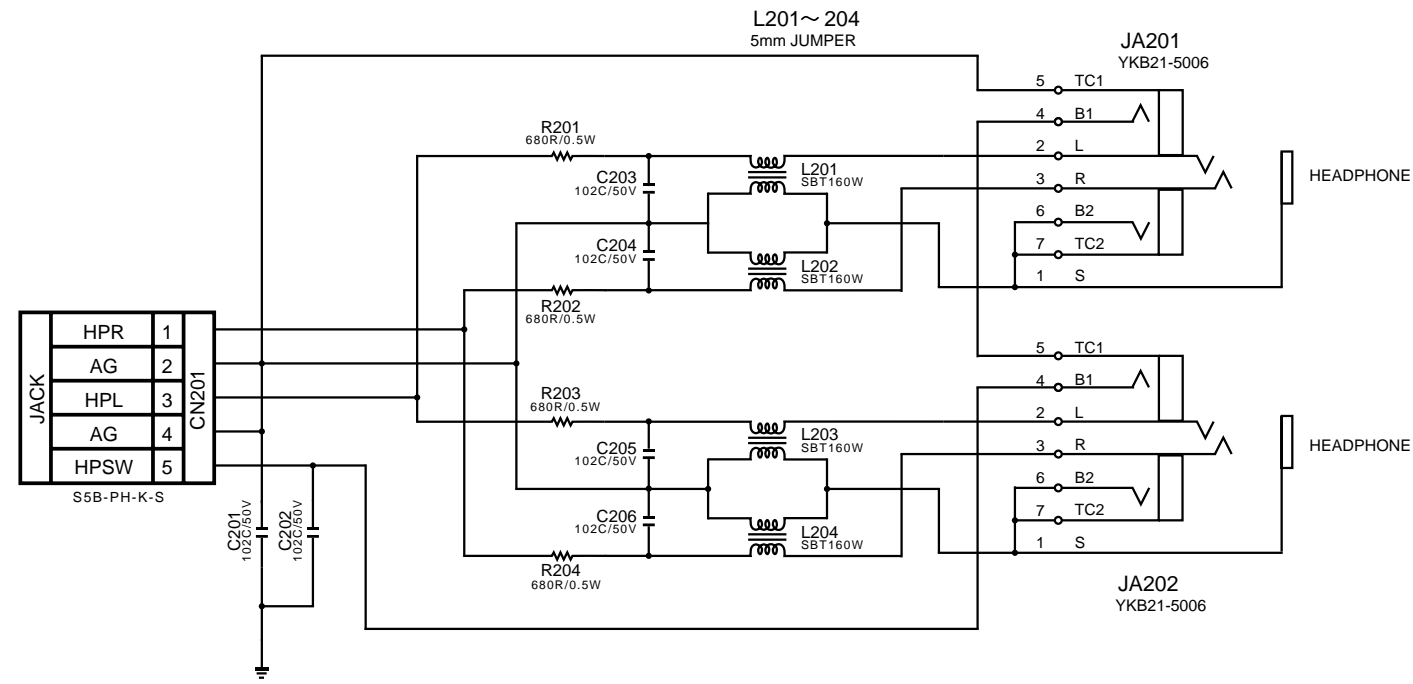 L201～204
5mm JUMPER
JA201
YKB21-5006
5 TC1
4 B1
2 L
3 R
6 B2
7 TC2
1 S
HEADPHONE
R201
680R/0.5W
C203
102C/50V
L201
SBT160W
C204
102C/50V
L202
SBT160W
R202
680R/0.5W
JACK
HPR 1
AG 2
HPL 3
AG 4
HPSW 5
CN201
S5B-PH-K-S
C201
102C/50V
C202
102C/50V
R203
680R/0.5W
C205
102C/50V
L203
SBT160W
C206
102C/50V
L204
SBT160W
R204
680R/0.5W
5 TC1
4 B1
2 L
3 R
6 B2
7 TC2
1 S
HEADPHONE
JA202
YKB21-5006